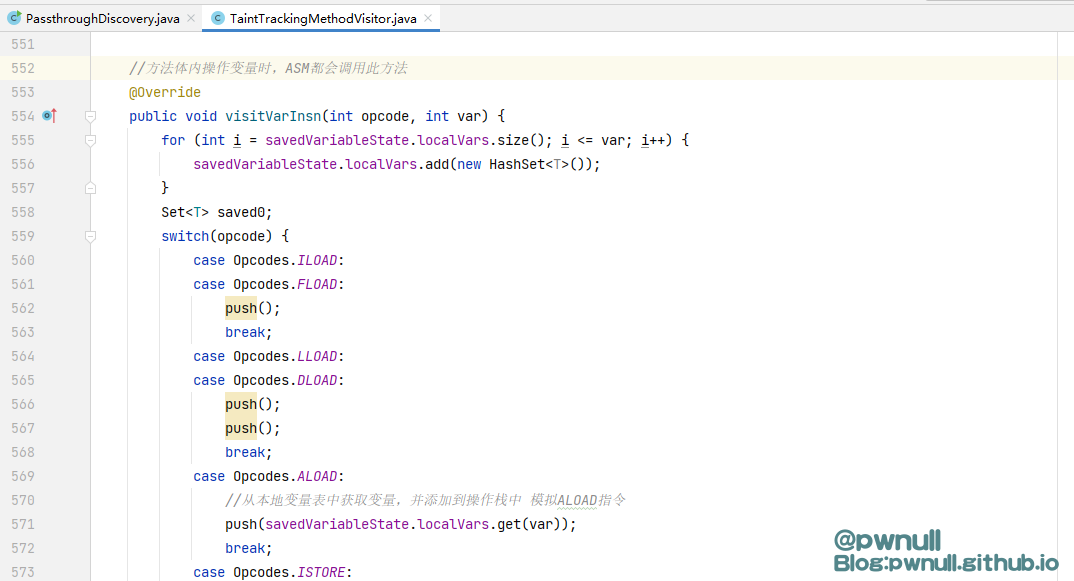 PassthroughDiscovery.java
TaintTrackingMethodVisitor.java
551
552 //方法体内操作变量时，ASM都会调用此方法
553 @Override
554 public void visitVarInsn(int opcode, int var) {
555 for (int i = savedVariableState.localVars.size(); i <= var; i++) {
556 savedVariableState.localVars.add(new HashSet<T>());
557 }
558 Set<T> saved0;
559 switch(opcode) {
560 case Opcodes.ILOAD:
561 case Opcodes.FLOAD:
562 push();
563 break;
564 case Opcodes.LLOAD:
565 case Opcodes.DLOAD:
566 push();
567 push();
568 break;
569 case Opcodes.ALOAD:
570 //从本地变量表中获取变量，并添加到操作栈中 模拟ALOAD指令
571 push(savedVariableState.localVars.get(var));
572 break;
573 case Opcodes.ISTORE:
@pwnull
Blog:pwnull.github.io